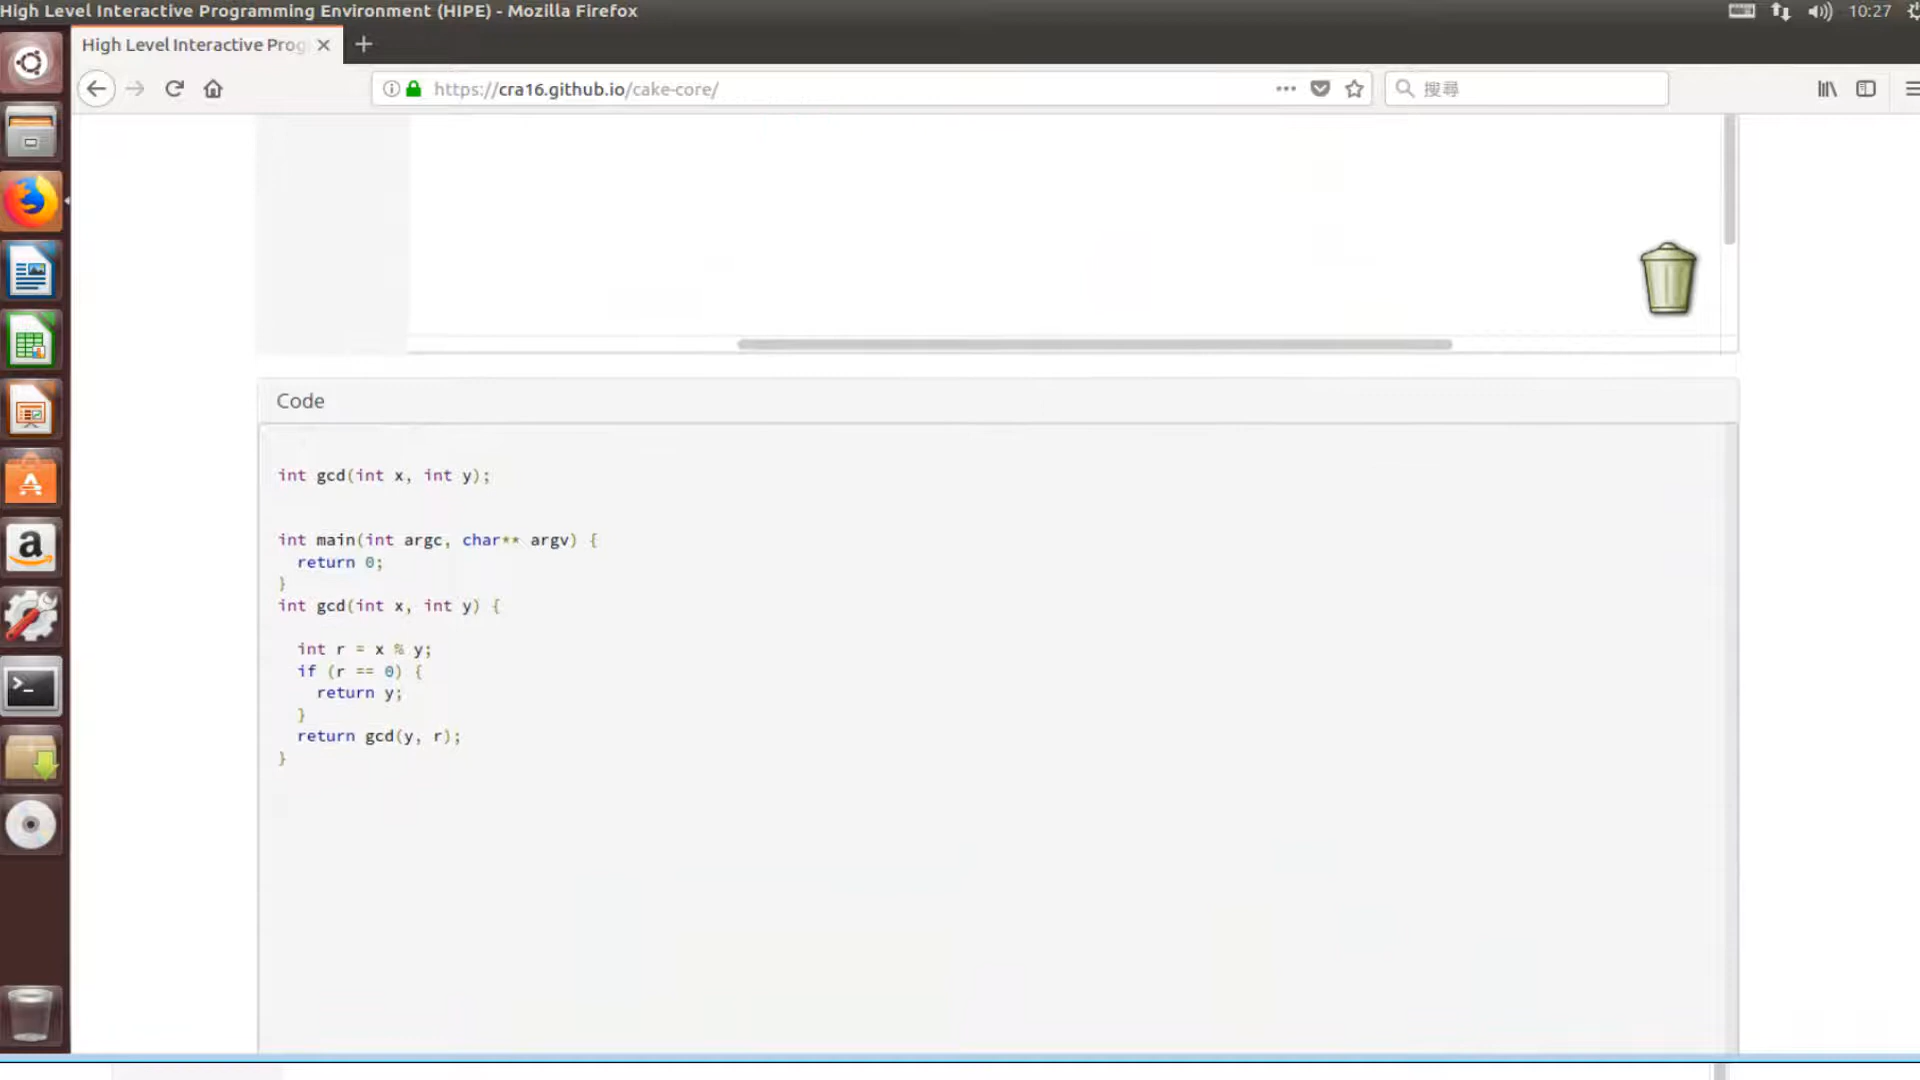 High Level Interactive Programming Environment (HIPE) - Mozilla Firefox
10:27
High Level Interactive Prog
https://cra16.github.io/cake-core/
搜尋
Code
int gcd(int x, int y);
int main(int argc, char** argv) {
  return 0;
}
int gcd(int x, int y) {
  int r = x % y;
  if (r == 0) {
    return y;
  }
  return gcd(y, r);
}